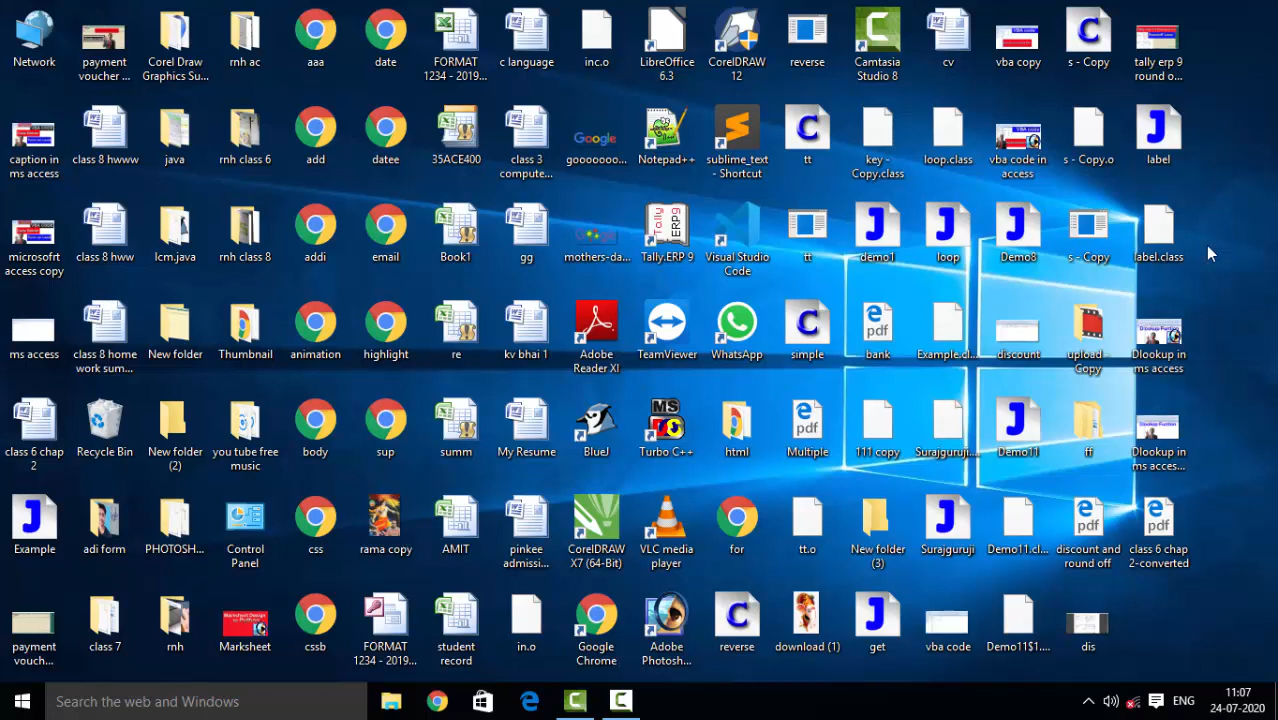 Network
payment voucher ...
Corel Draw Graphics Su...
rnh ac
aaa
date
FORMAT 1234 - 2019...
c language
inc.o
LibreOffice 6.3
CorelDRAW 12
reverse
Camtasia Studio 8
cv
vba copy
s - Copy
tally erp 9 round o...
caption in ms access
class 8 hwww
java
rnh class 6
add
datee
35ACE400
class 3 compute...
Google
gooooooo...
Notepad++
sublime_text - Shortcut
tt
key - Copy.class
loop.class
VBA CODE
vba code in access
s - Copy.o
label
microsofrt access copy
class 8 hww
lcm.java
rnh class 8
addi
email
Book1
gg
mothers-da...
Tally ERP9
Tally.ERP 9
Visual Studio Code
tt
demo1
loop
Demo8
s - Copy
label.class
ms access
class 8 home work sum...
New folder
Thumbnail
animation
highlight
re
kv bhai 1
Adobe Reader XI
TeamViewer
WhatsApp
simple
pdf
bank
Example.cl...
discount
upload - Copy
Dlookup in ms access
class 6 chap 2
Recycle Bin
New folder (2)
you tube free music
body
sup
summ
My Resume
BlueJ
MS
Turbo C++
html
pdf
Multiple
111 copy
Surajguruji....
Demo11
ff
Dlookup in ms acces...
Example
adi form
PHOTOSH...
Control Panel
css
rama copy
AMIT
pinkee admissi...
CorelDRAW X7 (64-Bit)
VLC media player
for
tt.o
New folder (3)
Surajguruji
Demo11.cl...
pdf
discount and round off
pdf
class 6 chap 2-converted
payment vouch...
class 7
rnh
Marksheet
cssb
FORMAT 1234 - 2019...
student record
in.o
Google Chrome
Adobe Photosh...
reverse
download (1)
get
vba code
Demo11$1....
dis
Search the web and Windows
ENG
11:07
24-07-2020